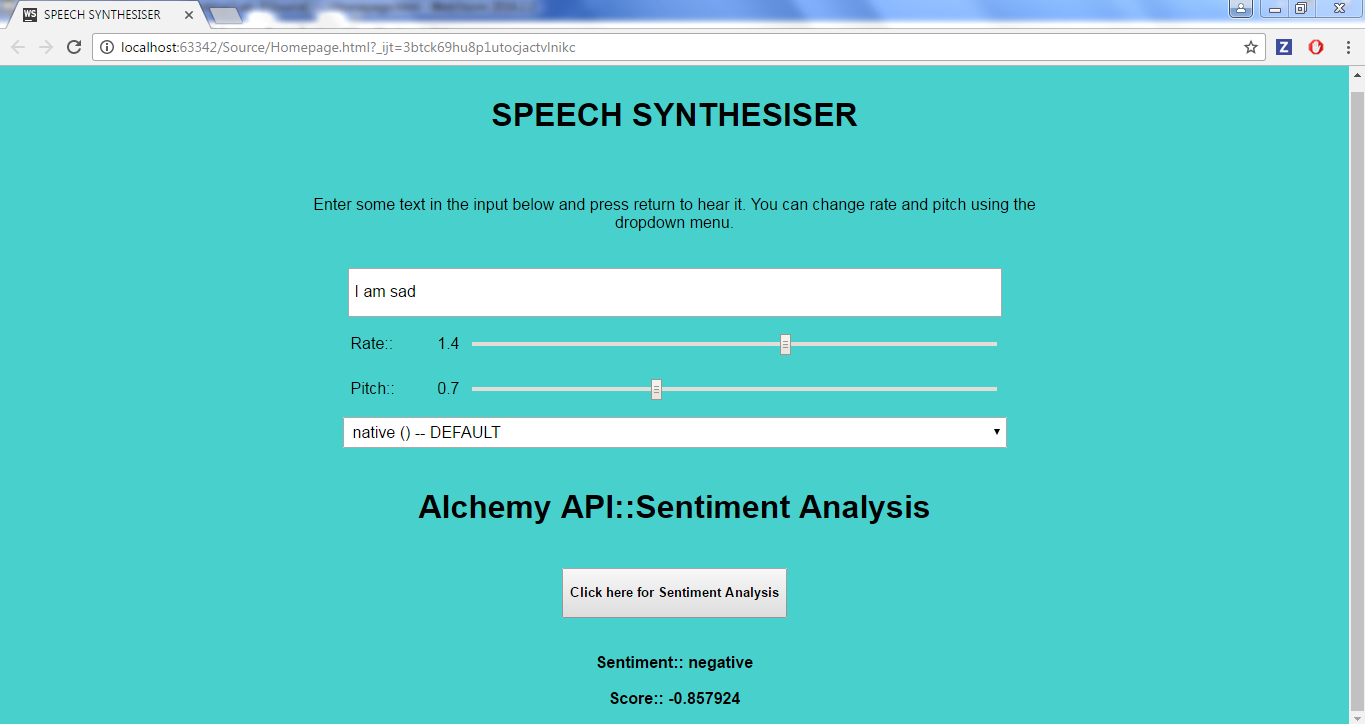 SPEECH SYNTHESISER
localhost:63342/Source/Homepage.html?_ijt=3btck69hu8p1utocjactvlnikc
SPEECH SYNTHESISER
Enter some text in the input below and press return to hear it. You can change rate and pitch using the
dropdown menu.
I am sad
Rate:: 1.4
Pitch:: 0.7
native () -- DEFAULT
Alchemy API::Sentiment Analysis
Click here for Sentiment Analysis
Sentiment:: negative
Score:: -0.857924